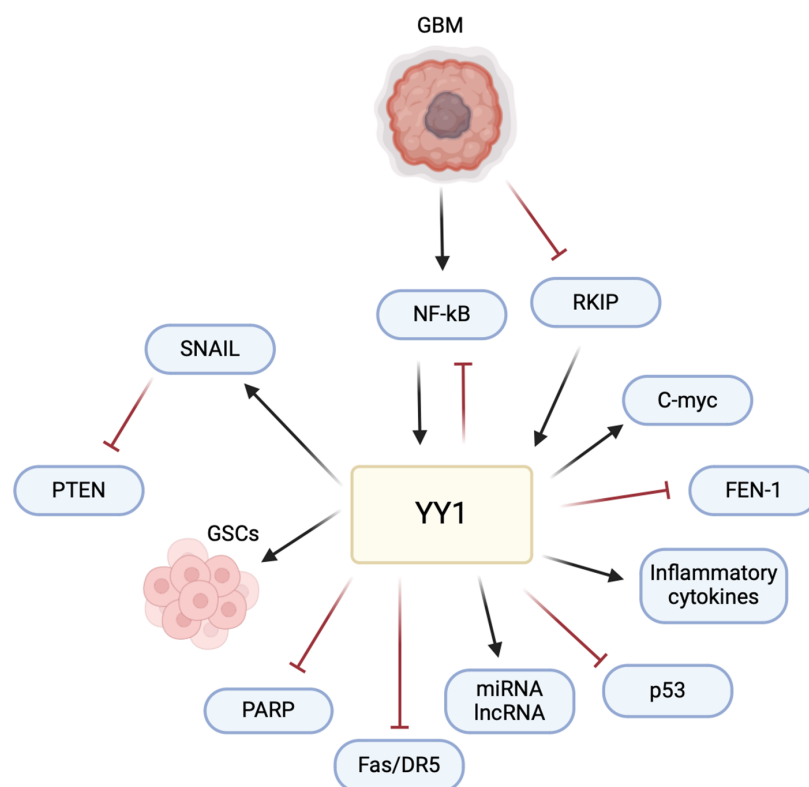 GBM
NF-kB
RKIP
SNAIL
C-myc
PTEN
YY1
FEN-1
GSCs
Inflammatory
cytokines
PARP
miRNA
lncRNA
p53
Fas/DR5